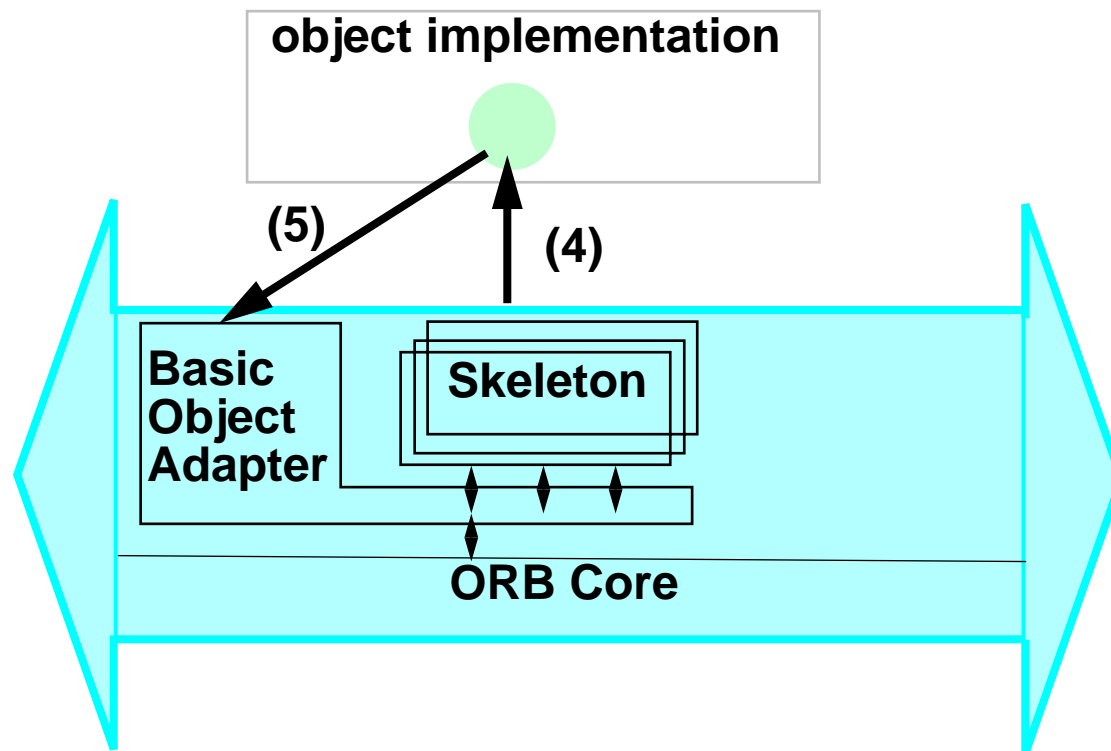 object implementation
(5)
(4)
Basic
Object
Adapter
Skeleton
ORB Core